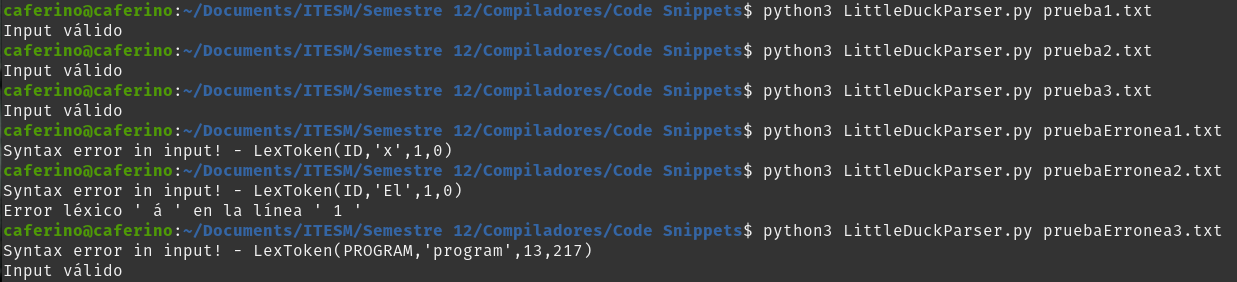 caferino@caferino:~/Documents/ITESM/Semestre 12/Compiladores/Code Snippets$ python3 LittleDuckParser.py prueba1.txt
Input válido
caferino@caferino:~/Documents/ITESM/Semestre 12/Compiladores/Code Snippets$ python3 LittleDuckParser.py prueba2.txt
Input válido
caferino@caferino:~/Documents/ITESM/Semestre 12/Compiladores/Code Snippets$ python3 LittleDuckParser.py prueba3.txt
Input válido
caferino@caferino:~/Documents/ITESM/Semestre 12/Compiladores/Code Snippets$ python3 LittleDuckParser.py pruebaErronea1.txt
Syntax error in input! - LexToken(ID,'x',1,0)
caferino@caferino:~/Documents/ITESM/Semestre 12/Compiladores/Code Snippets$ python3 LittleDuckParser.py pruebaErronea2.txt
Syntax error in input! - LexToken(ID,'El',1,0)
Error léxico ' á ' en la línea ' 1 '
caferino@caferino:~/Documents/ITESM/Semestre 12/Compiladores/Code Snippets$ python3 LittleDuckParser.py pruebaErronea3.txt
Syntax error in input! - LexToken(PROGRAM,'program',13,217)
Input válido